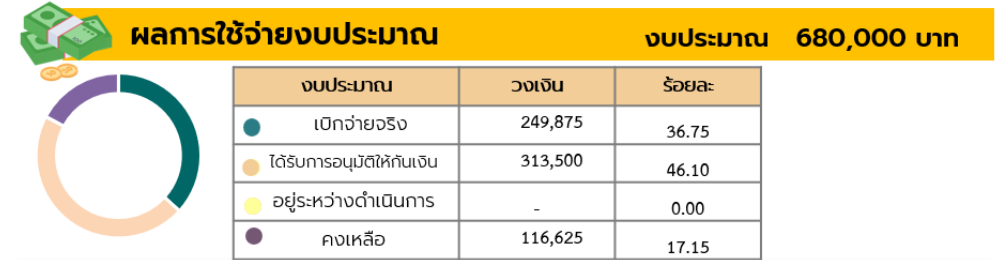 ผลการใช้จ่ายงบประมาณ งบประมาณ 680,000 บาท
งบประมาณ วงเงิน ร้อยละ
เบิกจ่ายจริง 249,875 36.75
ได้รับการอนุมัติให้กันเงิน 313,500 46.10
อยู่ระหว่างดำเนินการ - 0.00
คงเหลือ 116,625 17.15